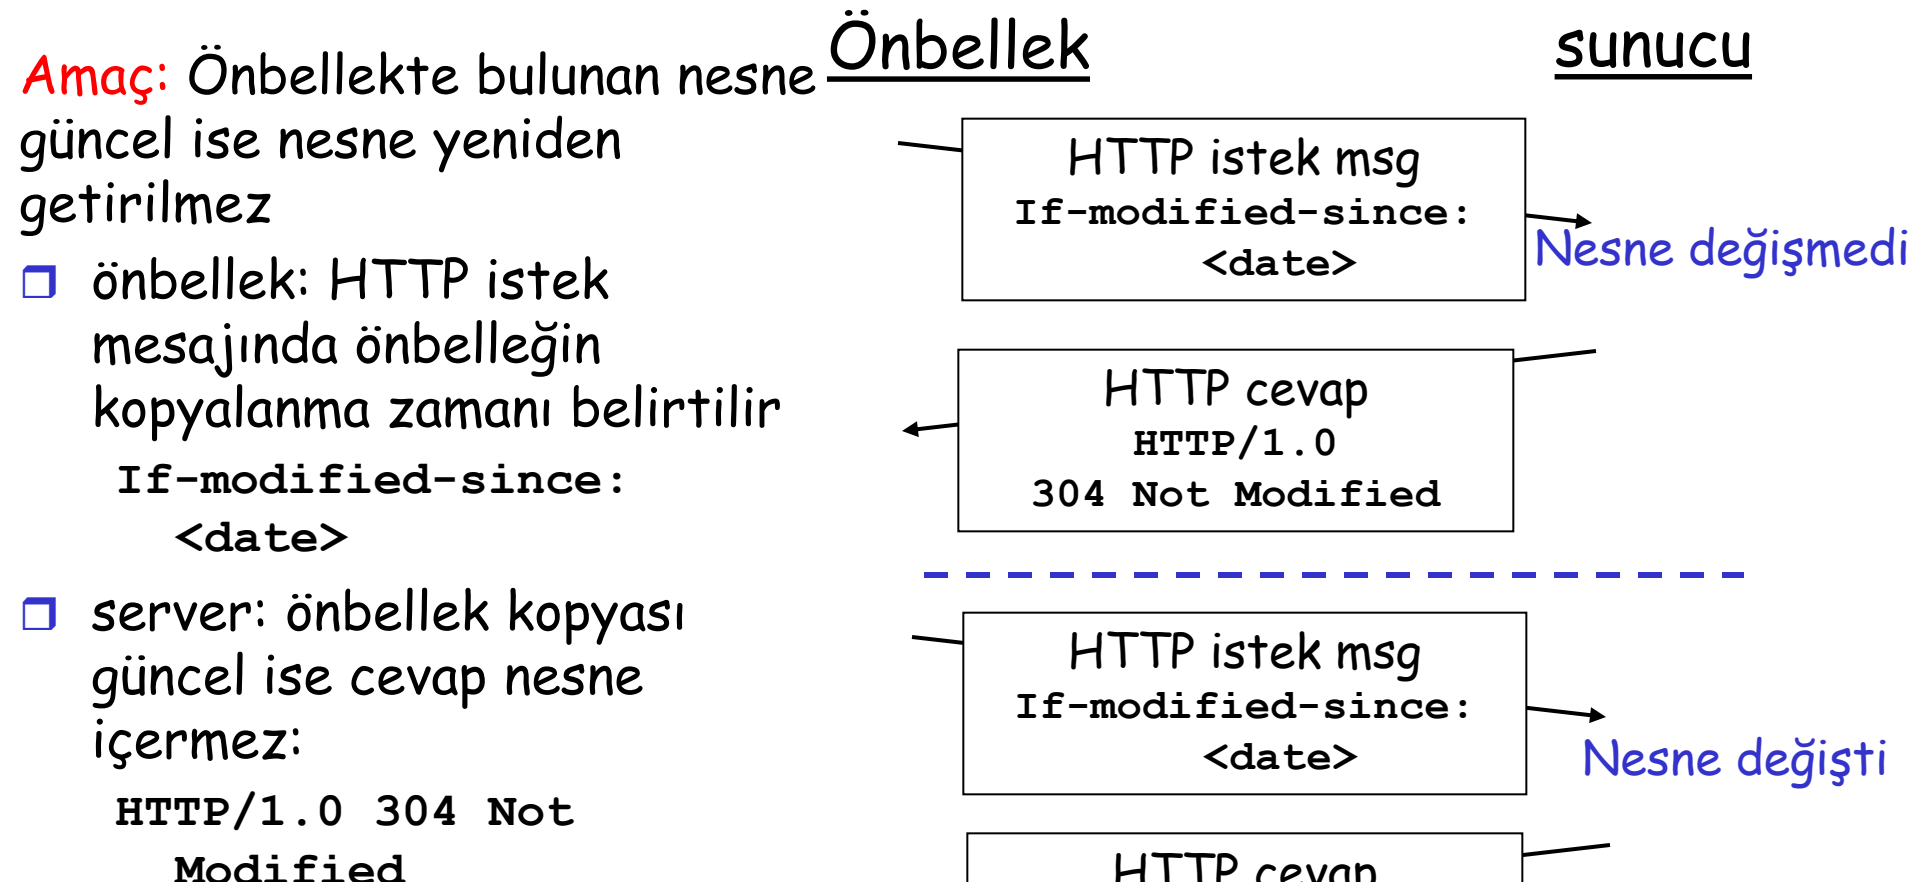 Amaç: Önbellekte bulunan nesne
güncel ise nesne yeniden
getirilmez
önbellek: HTTP istek
mesajında önbelleğin
kopyalanma zamanı belirtilir
If-modified-since:
<date>
server: önbellek kopyası
güncel ise cevap nesne
içermez:
HTTP/1.0 304 Not
Modified
Önbellek
sunucu
HTTP istek msg
If-modified-since:
<date>
Nesne değişmedi
HTTP cevap
HTTP/1.0
304 Not Modified
HTTP istek msg
If-modified-since:
<date>
Nesne değişti
HTTP cevap